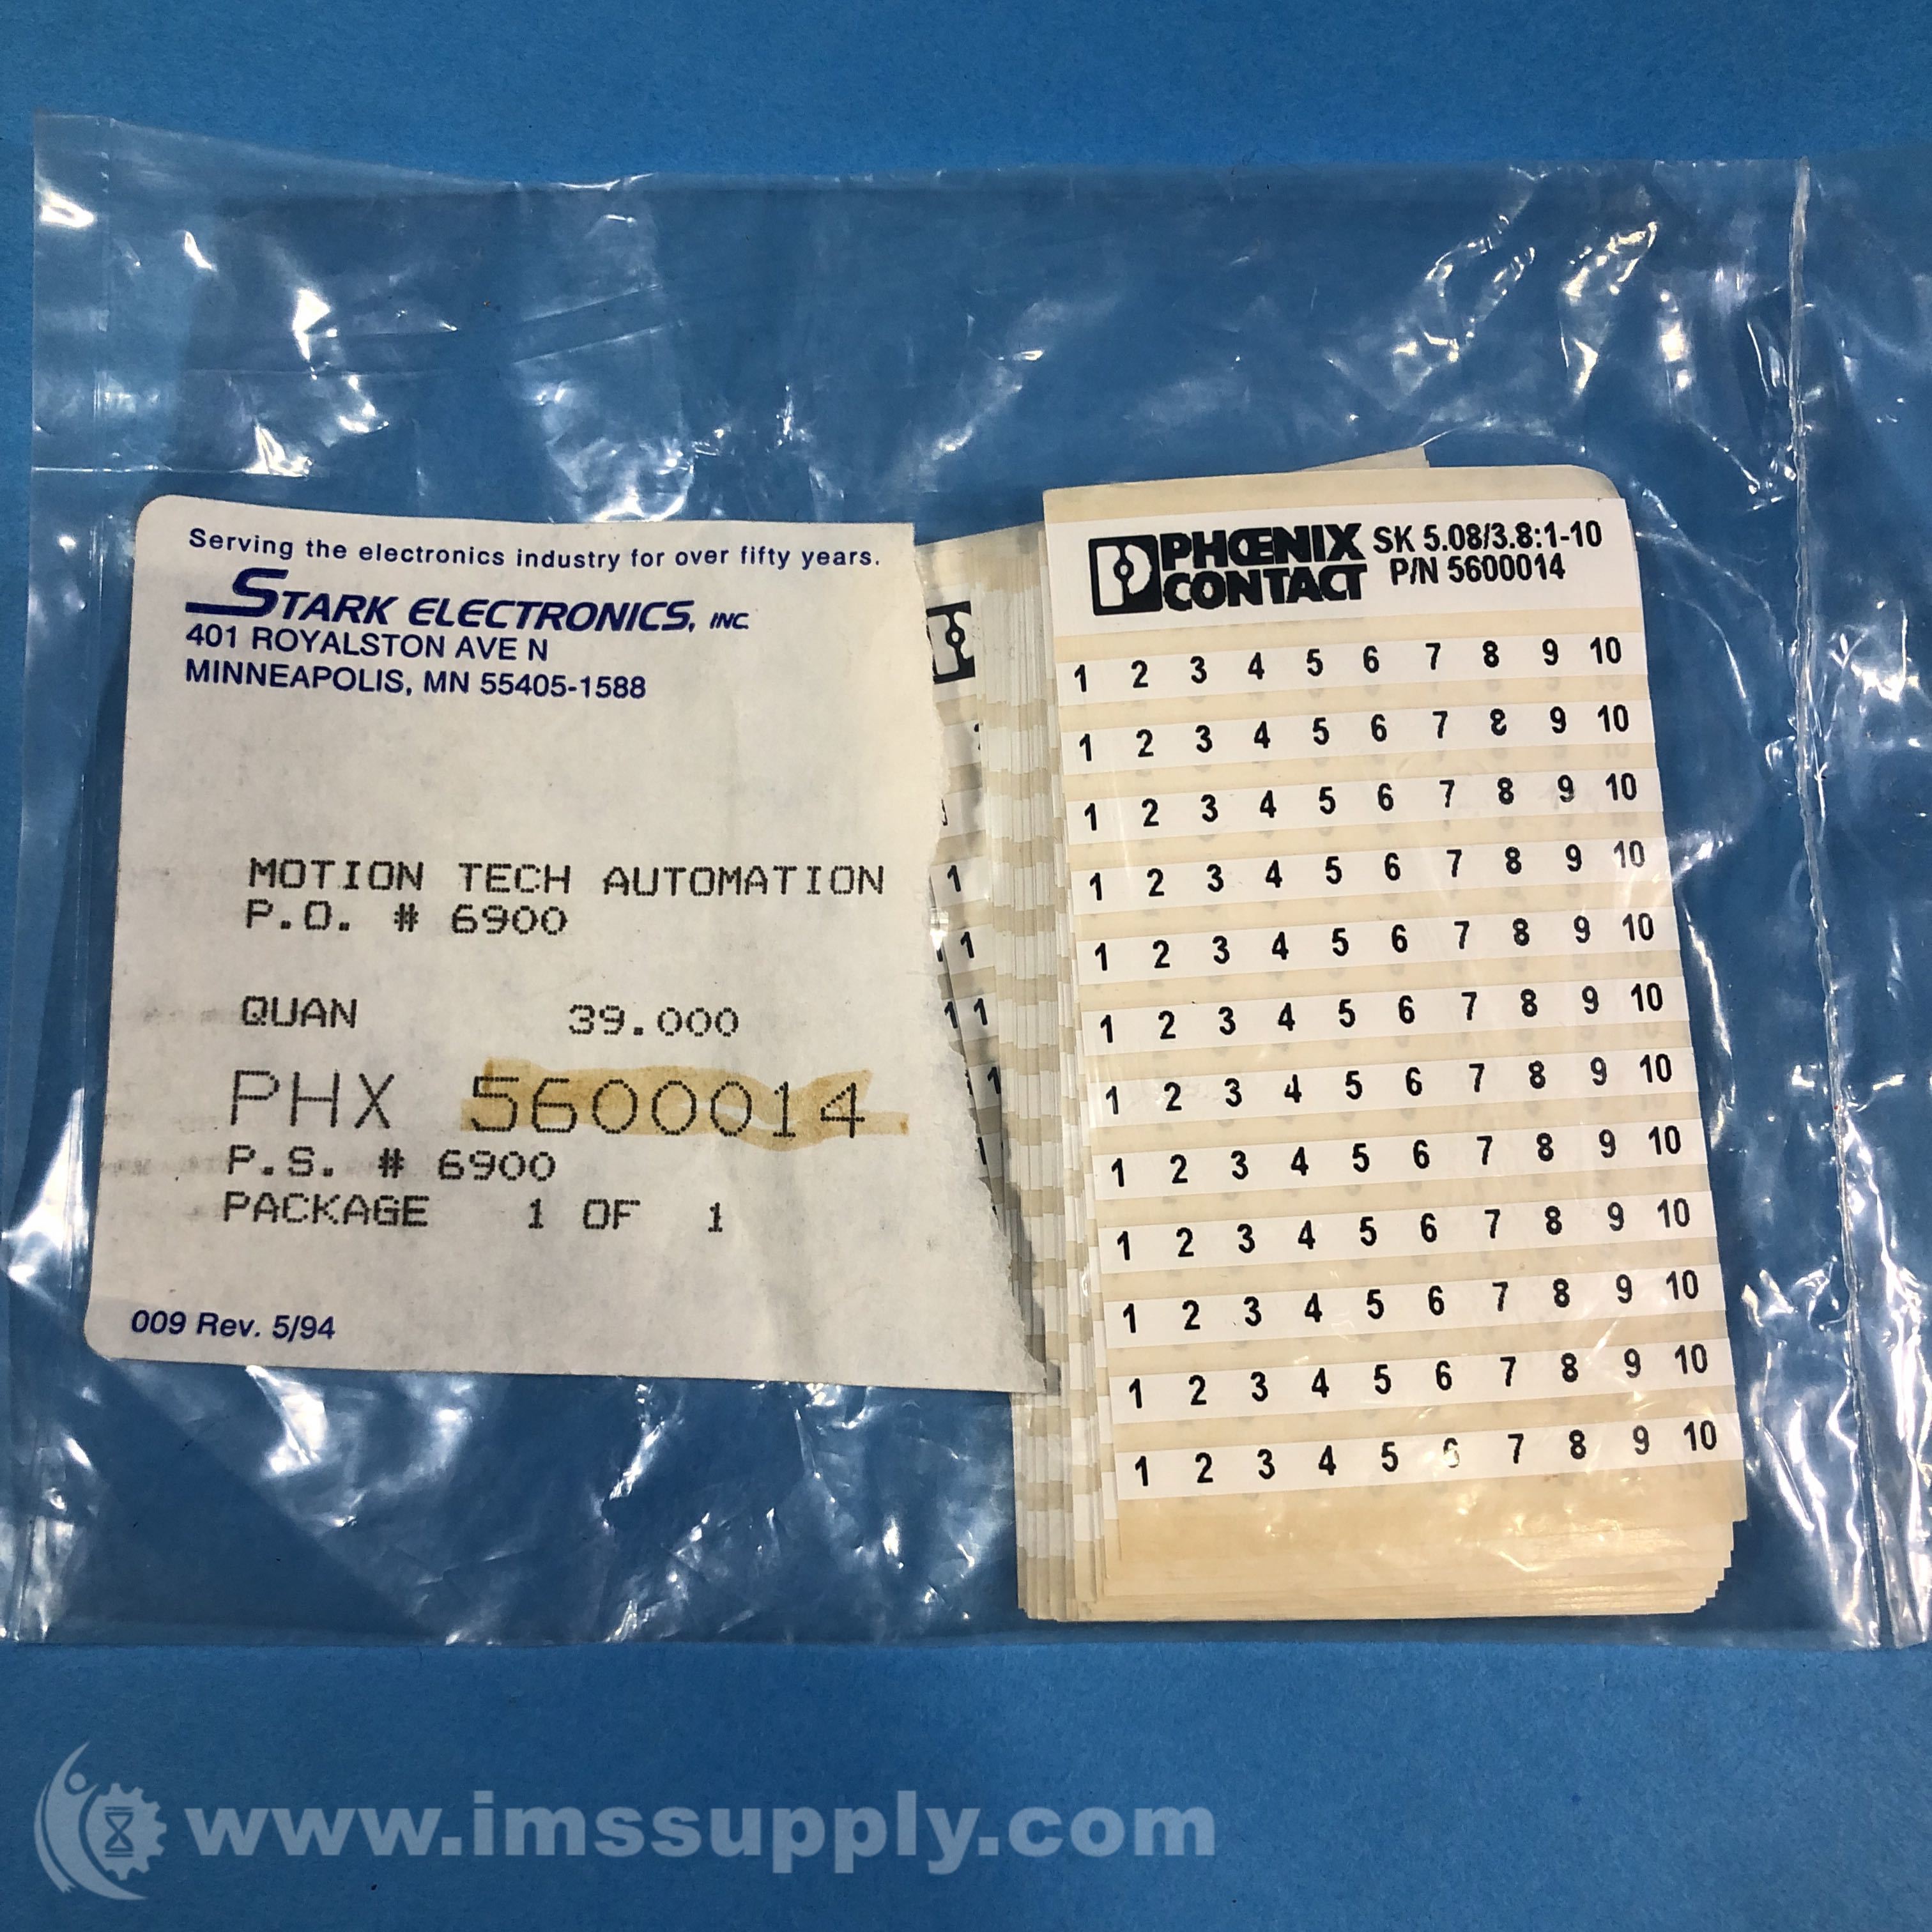 Serving the electronics industry for over fifty years.
STARK ELECTRONICS, INC.
401 ROYALSTON AVE N
MINNEAPOLIS, MN 55405-1588
MOTION TECH AUTOMATION
P.O. # 6900
QUAN 39.000
PHX 5600014
P.S. # 6900
PACKAGE 1 OF 1
009 Rev. 5/94
PHŒNIX CONTACT
SK 5.08/3.8:1-10
P/N 5600014
1 2 3 4 5 6 7 8 9 10
1 2 3 4 5 6 7 8 9 10
1 2 3 4 5 6 7 8 9 10
1 2 3 4 5 6 7 8 9 10
1 2 3 4 5 6 7 8 9 10
1 2 3 4 5 6 7 8 9 10
1 2 3 4 5 6 7 8 9 10
1 2 3 4 5 6 7 8 9 10
1 2 3 4 5 6 7 8 9 10
1 2 3 4 5 6 7 8 9 10
1 2 3 4 5 6 7 8 9 10
1 2 3 4 5 6 7 8 9 10
1
1
1 1
1
www.imssupply.com